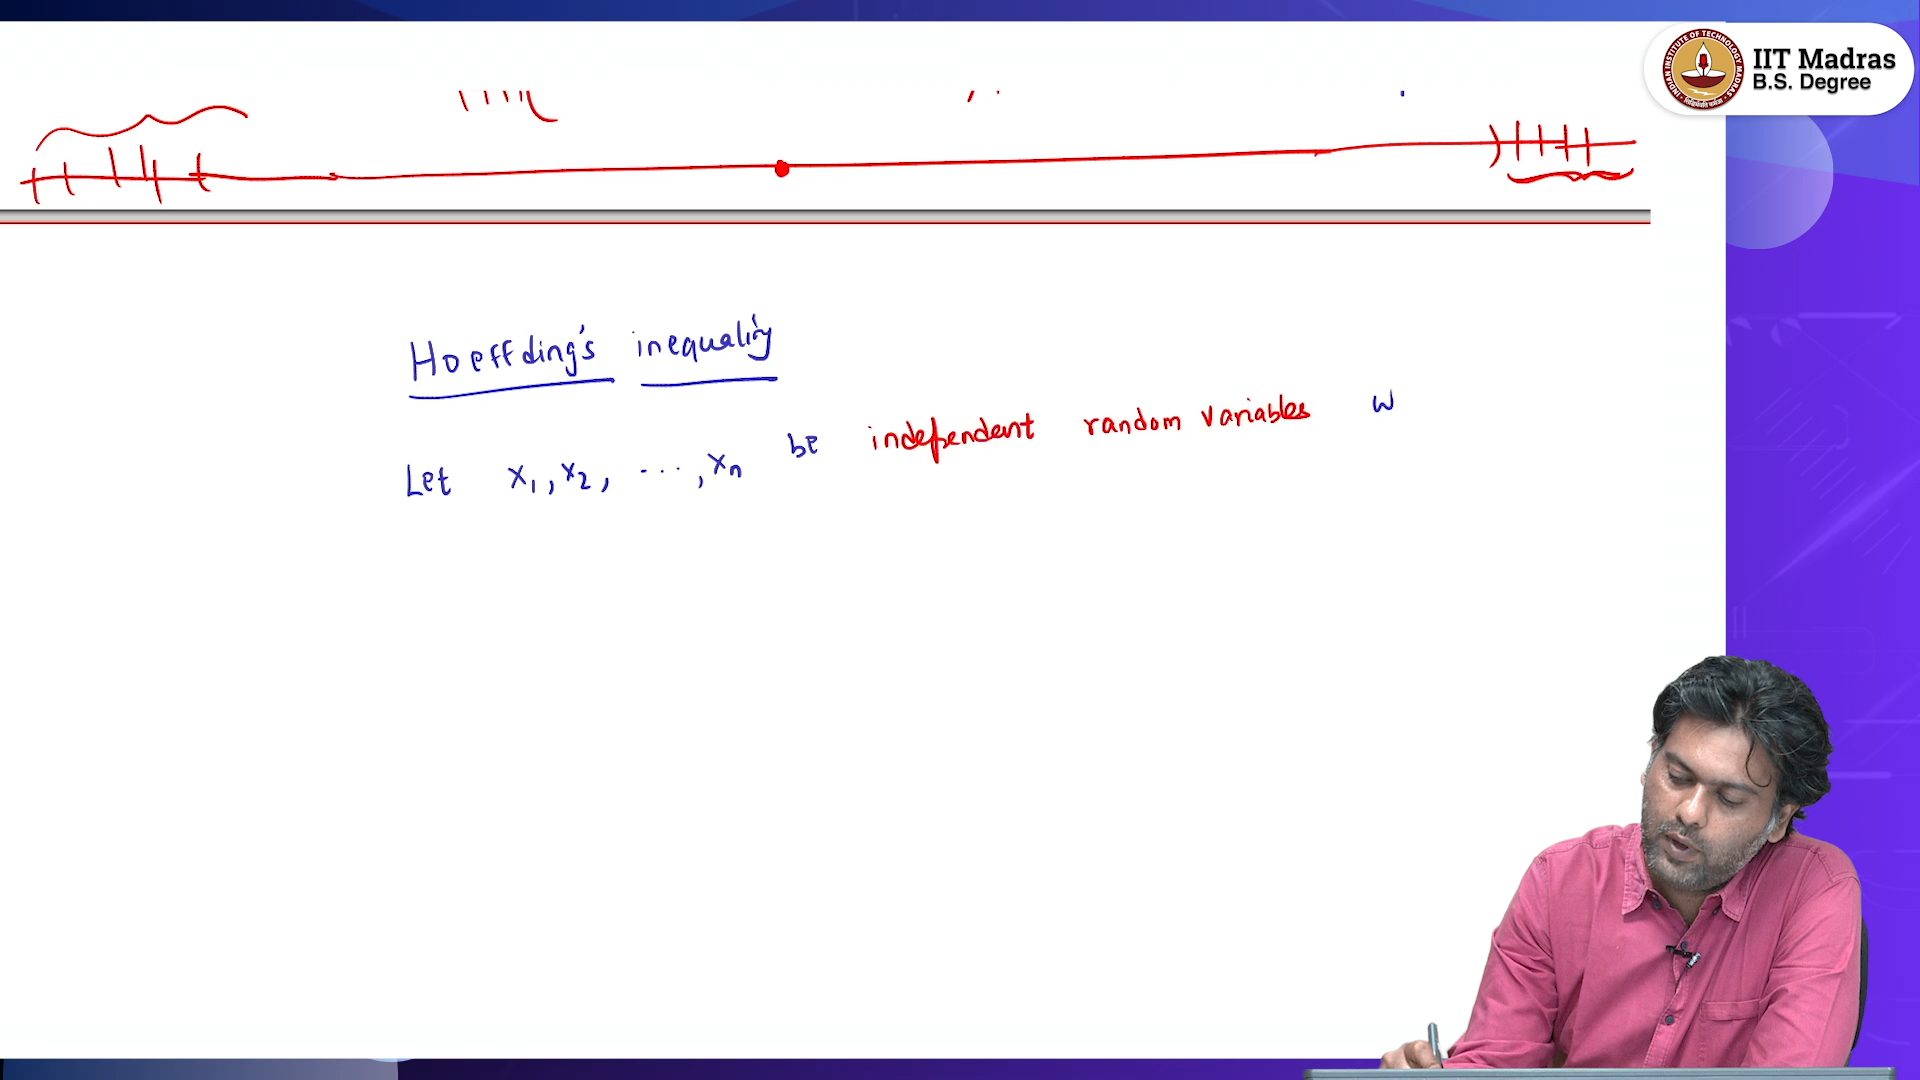 IIT Madras
B.S. Degree
Hoeffding's inequality
Let x1, x2, ..., xn be independent random variables w